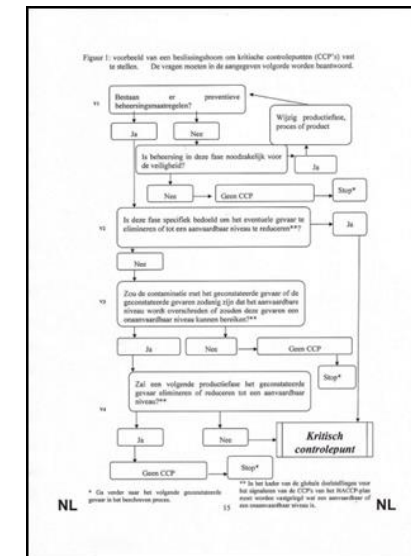 Figuur 1: voorbeeld van een beslissingsboom om kritische controlepunten (CCP's) vast
te stellen. De vragen moeten in de aangegeven volgorde worden beantwoord.
V1
Bestaan er preventieve
beheersingsmaatregelen?
Wijzig productiefase,
proces of product
Ja
Nee
Is beheersing in deze fase noodzakelijk voor
de veiligheid?
Ja
Nee
Geen CCP
Stop*
V2
Is deze fase specifiek bedoeld om het eventuele gevaar te
elimineren of tot een aanvaardbaar niveau te reduceren**?
Ja
Nee
V3
Zou de contaminatie met het geconstateerde gevaar of de
geconstateerde gevaren zodanig zijn dat het aanvaardbare
niveau wordt overschreden of zouden deze gevaren een
onaanvaardbaar niveau kunnen bereiken?**
Ja
Nee
Geen CCP
Stop*
V4
Zal een volgende productiefase het geconstateerde
gevaar elimineren of reduceren tot een aanvaardbaar
niveau?**
Ja
Nee
Kritisch
controlepunt
Geen CCP
Stop*
* Ga verder naar het volgende geconstateerde
gevaar in het beschreven proces.
** In het kader van de globale doelstellingen voor
het signaleren van de CCP's van het HACCP-plan
moet worden vastgelegd wat een aanvaardbaar of
een onaanvaardbaar niveau is.
NL
15
NL